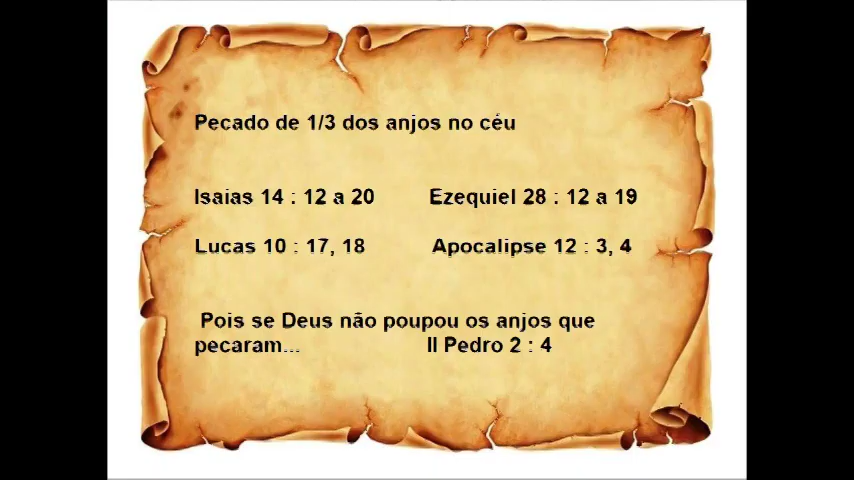 Pecado de 1/3 dos anjos no céu
Isaias 14 : 12 a 20 Ezequiel 28 : 12 a 19
Lucas 10 : 17, 18 Apocalipse 12 : 3, 4
Pois se Deus não poupou os anjos que
pecaram... II Pedro 2 : 4